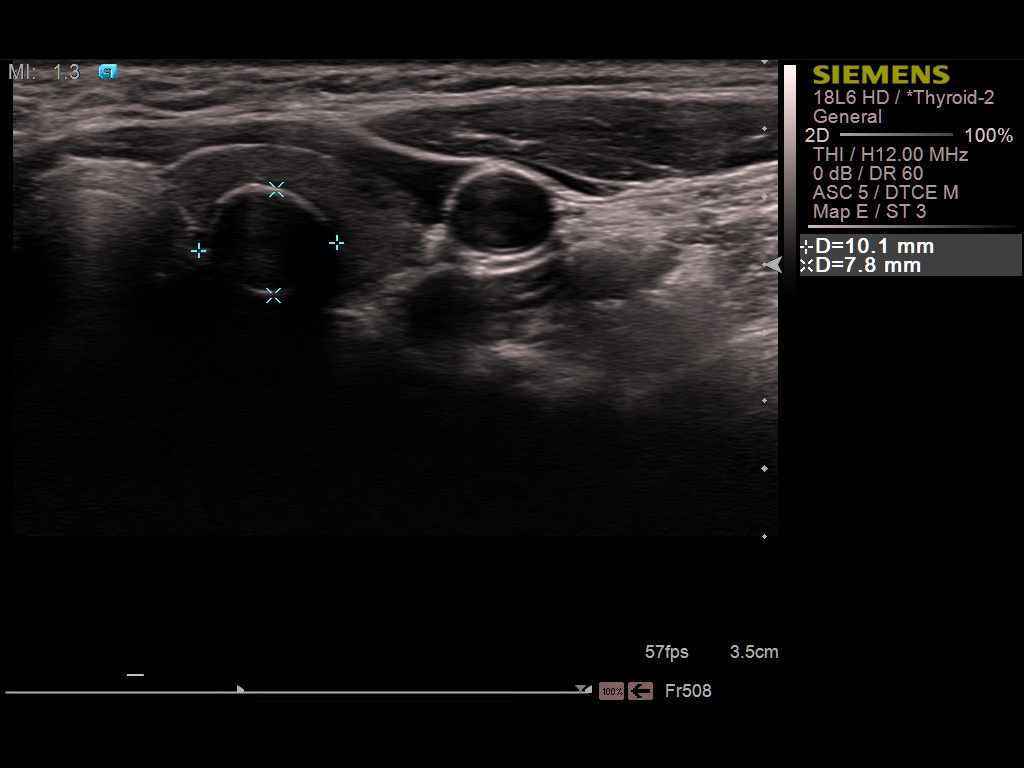 MI: 1.3
SIEMENS
18L6 HD / *Thyroid-2
General
2D 100%
THI / H12.00 MHz
0 dB / DR 60
ASC 5 / DTCE M
Map E / ST 3
D=10.1 mm
D=7.8 mm
57fps 3.5cm
100% Fr508